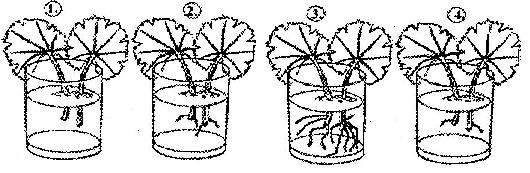 ① ② ③ ④